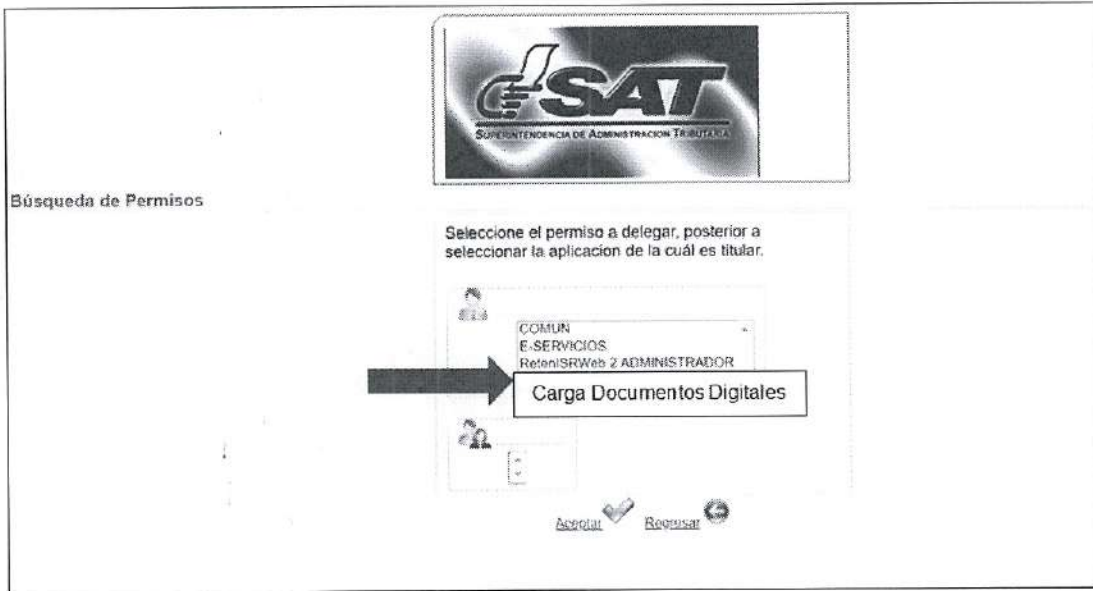 SAT
SUPERINTENDENCIA DE ADMINISTRACION TRIBUTARIA
Búsqueda de Permisos
Seleccione el permiso a delegar, posterior a
seleccionar la aplicacion de la cuál es titular.
COMUN
E-SERVICIOS
RetenISRWeb 2 ADMINISTRADOR
Carga Documentos Digitales
Aceptar Regresar